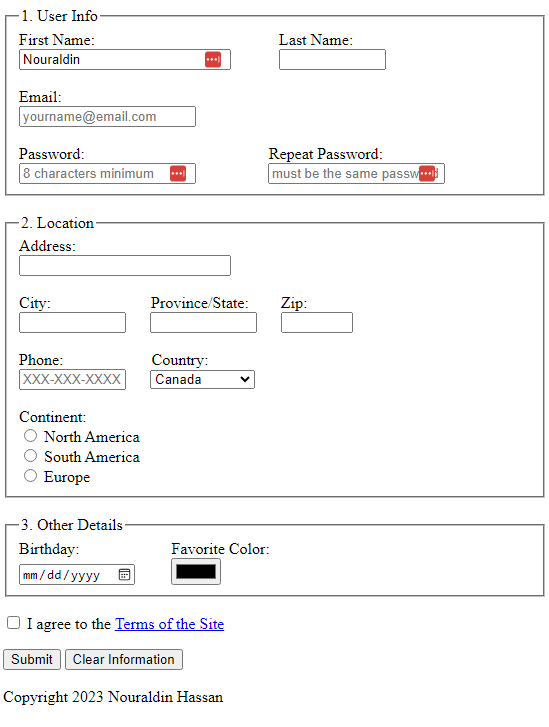 1. User Info
First Name: Last Name:
Nouraldin
Email:
yourname@email.com
Password: Repeat Password:
8 characters minimum must be the same passw d
2. Location
Address:
City: Province/State: Zip:
Phone: Country:
XXX-XXX-XXXX Canada
Continent:
North America
South America
Europe
3. Other Details
Birthday: Favorite Color:
mm/dd/yyyy
I agree to the Terms of the Site
Submit Clear Information
Copyright 2023 Nouraldin Hassan